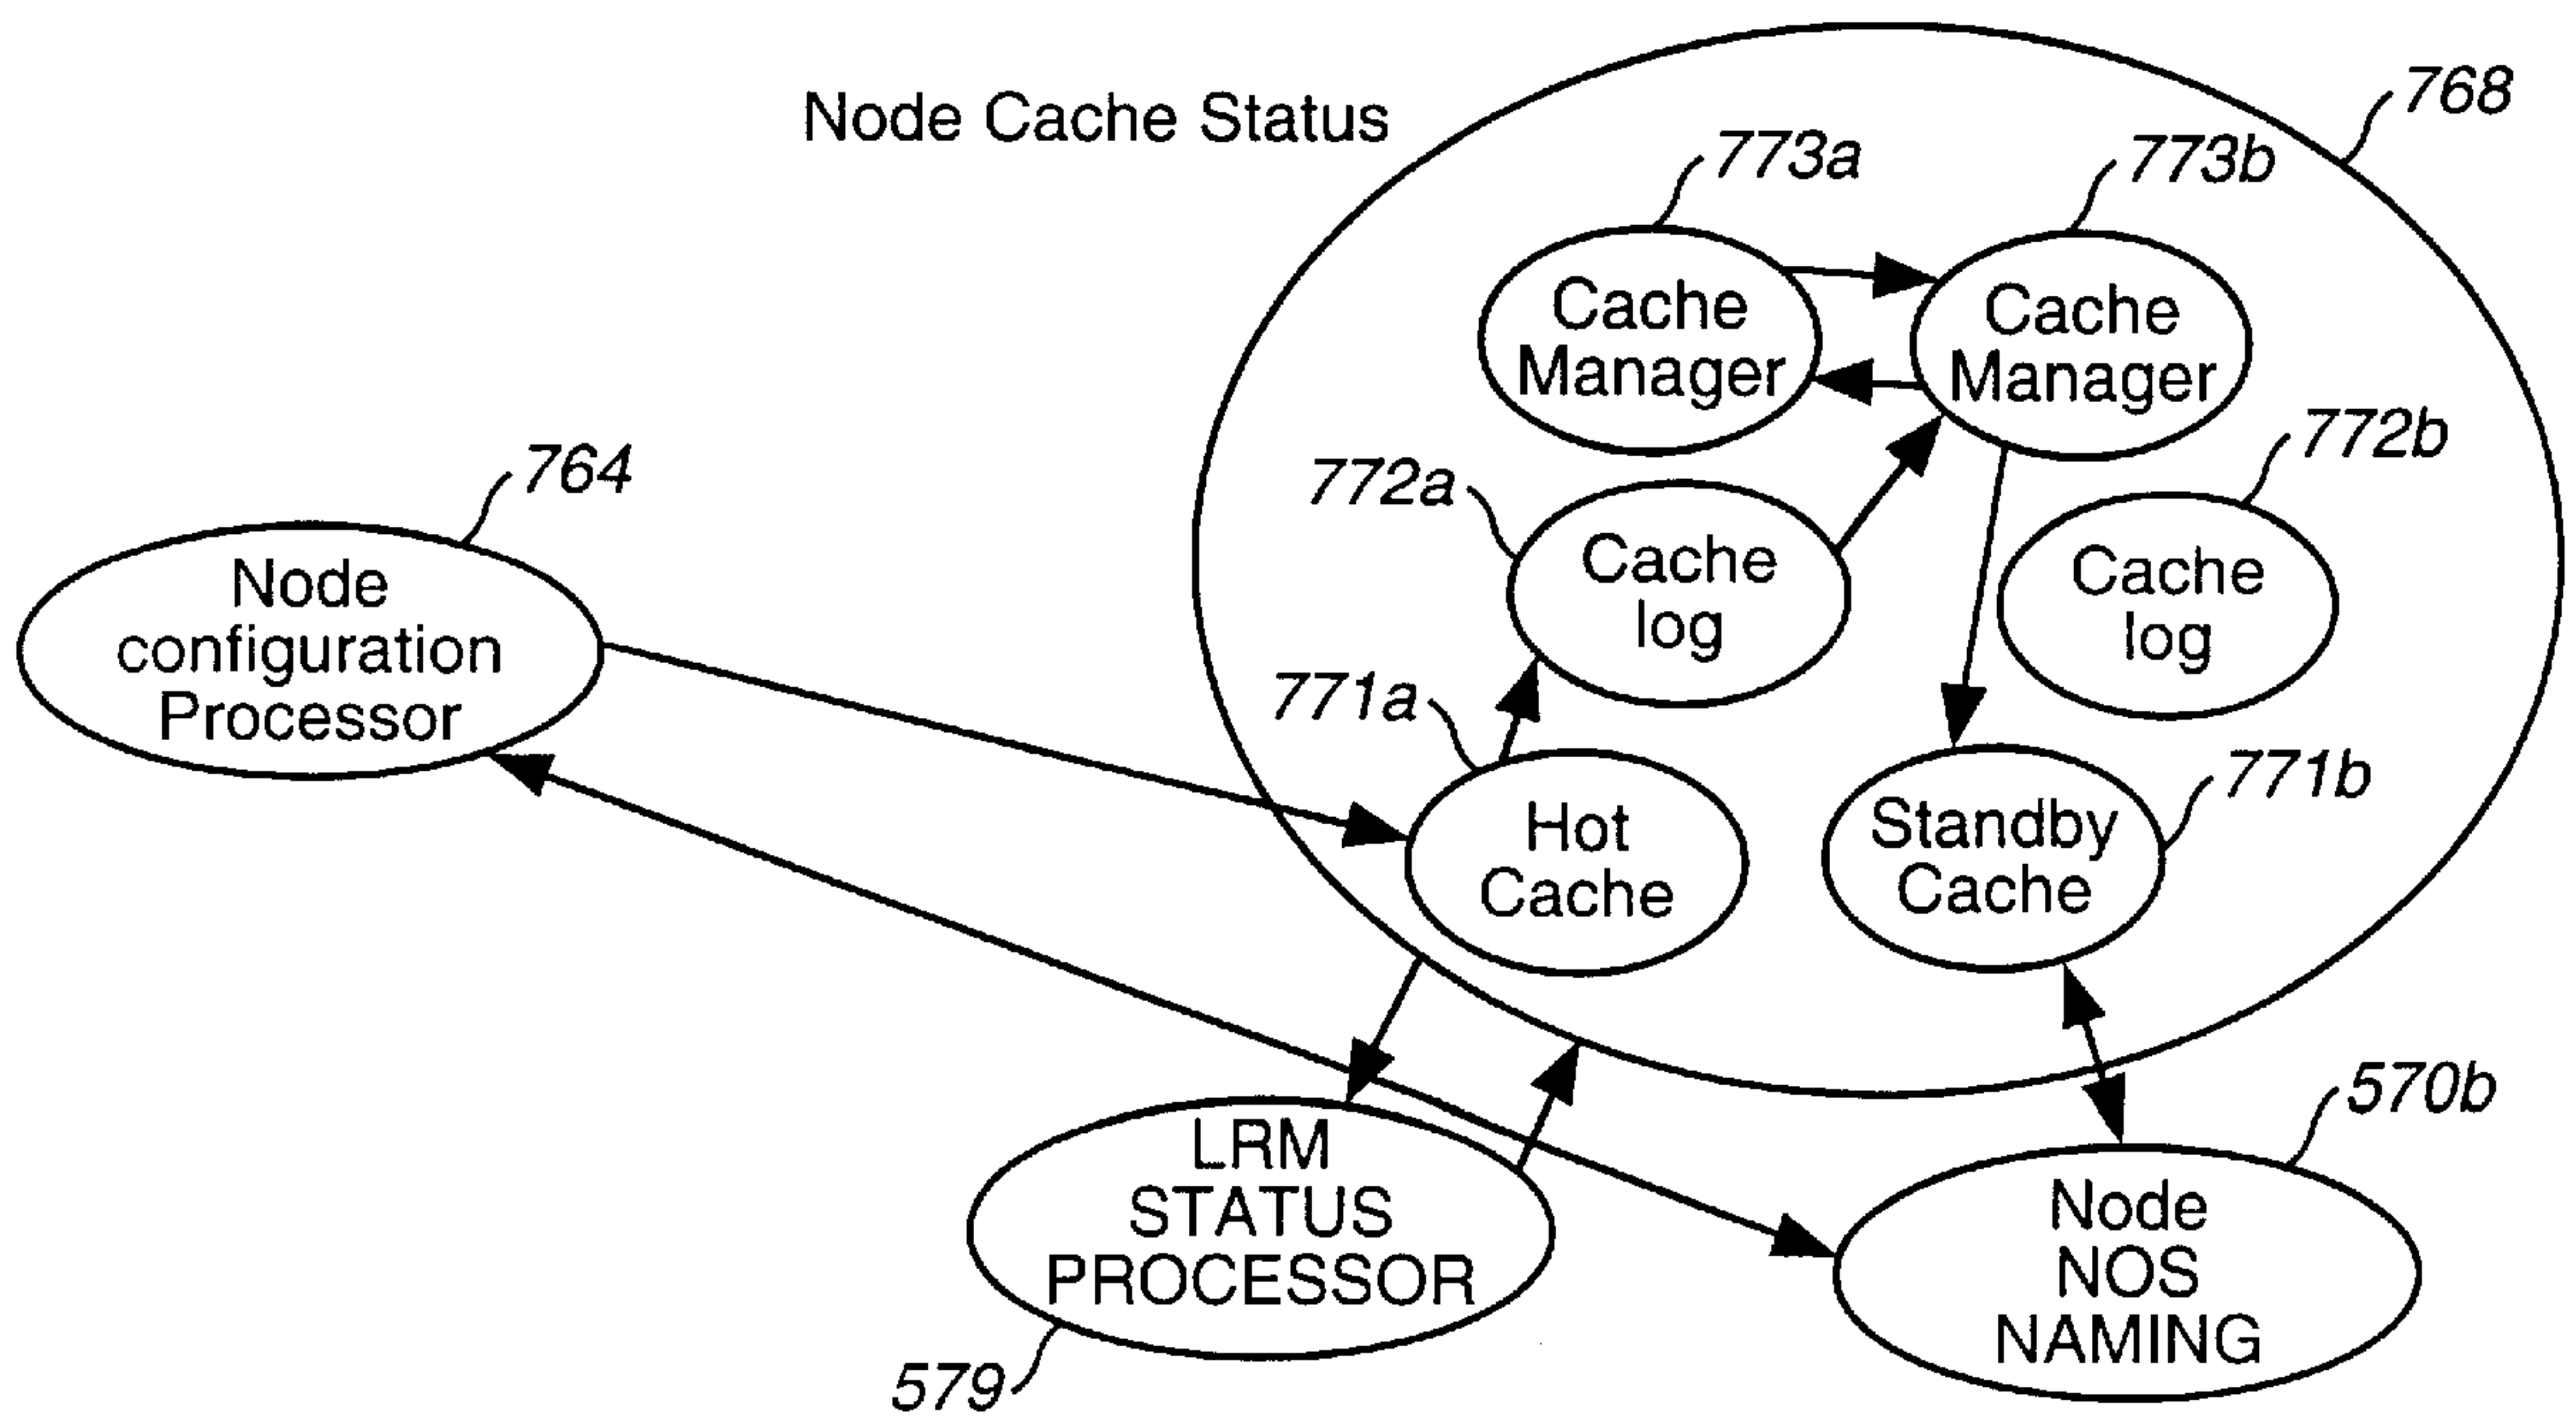 Node Cache Status
768
773a
773b
Cache
Manager
Cache
Manager
772a
772b
Cache
log
Cache
log
764
Node
configuration
Processor
771a
771b
Hot
Cache
Standby
Cache
LRM
STATUS
PROCESSOR
579
570b
Node
NOS
NAMING